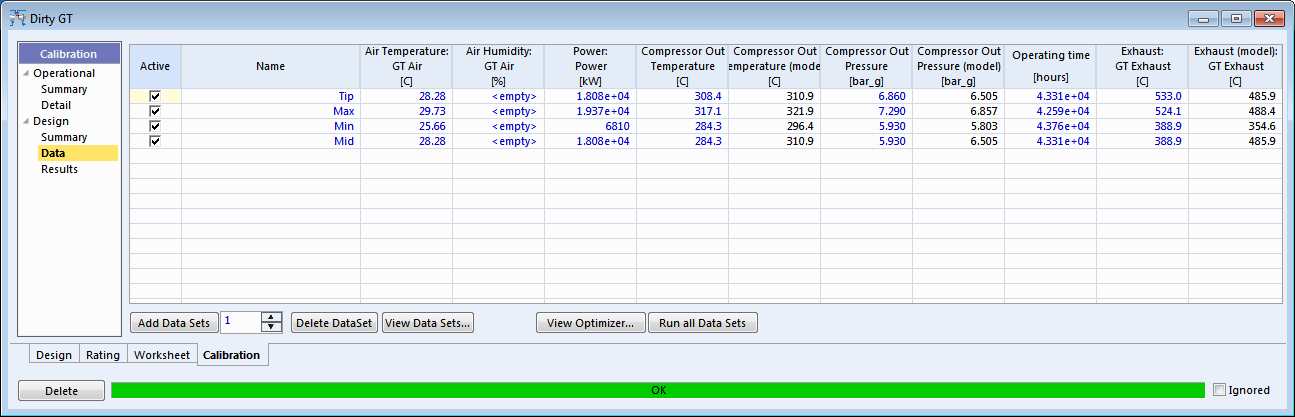 Dirty GT
Calibration
Operational
Summary
Detail
Design
Summary
Data
Results
Active Name Air Temperature: GT Air [C] Air Humidity: GT Air [%] Power: Power [kW] Compressor Out Temperature [C] Compressor Out emperature (mode [C] Compressor Out Pressure [bar_g] Compressor Out Pressure (model) [bar_g] Operating time [hours] Exhaust: GT Exhaust [C] Exhaust (model): GT Exhaust [C]
Tip 28.28 <empty> 1.808e+04 308.4 310.9 6.860 6.505 4.331e+04 533.0 485.9
Max 29.73 <empty> 1.937e+04 317.1 321.9 7.290 6.857 4.259e+04 524.1 488.4
Min 25.66 <empty> 6810 284.3 296.4 5.930 5.803 4.376e+04 388.9 354.6
Mid 28.28 <empty> 1.808e+04 284.3 310.9 5.930 6.505 4.331e+04 388.9 485.9
Add Data Sets 1 Delete DataSet View Data Sets... View Optimizer... Run all Data Sets
Design Rating Worksheet Calibration
Delete OK Ignored